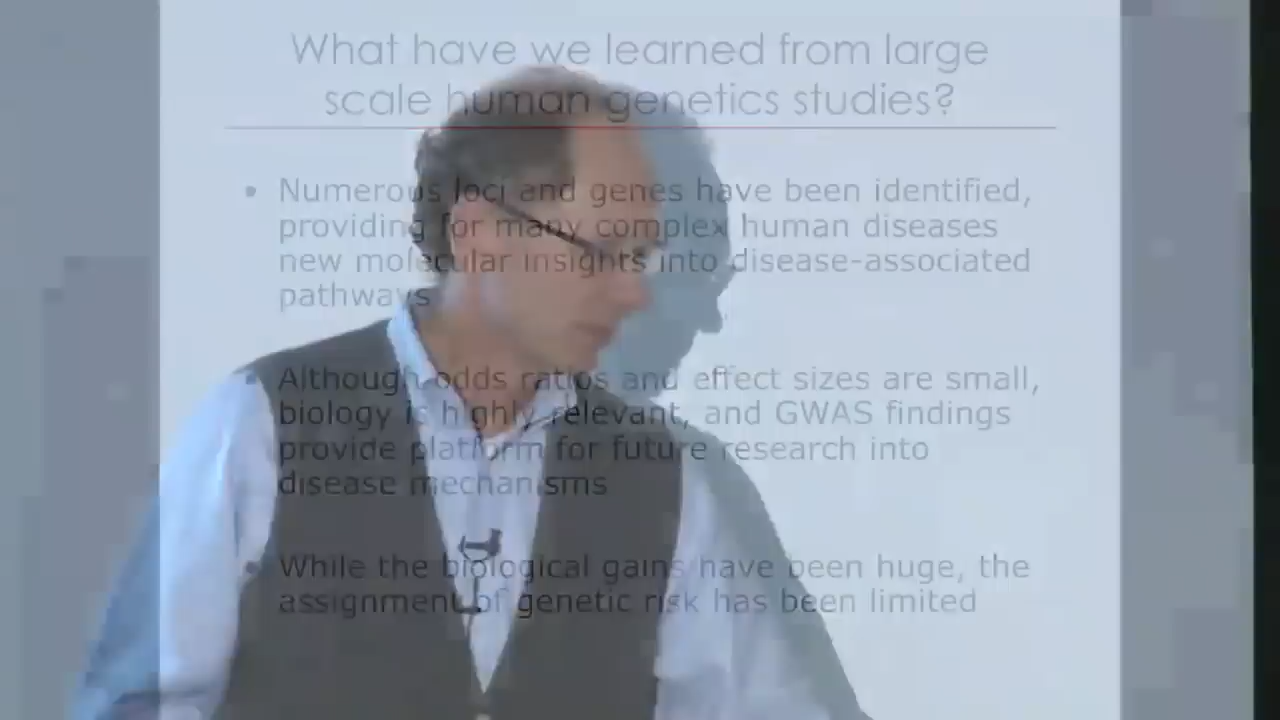 What have we learned from large
scale human genetics studies?
• Numerous loci and genes have been identified,
providing for many complex human diseases
new molecular insights into disease-associated
pathways
• Although odds ratios and effect sizes are small,
biology is highly relevant, and GWAS findings
provide platform for future research into
disease mechanisms
• While the biological gains have been huge, the
assignment of genetic risk has been limited